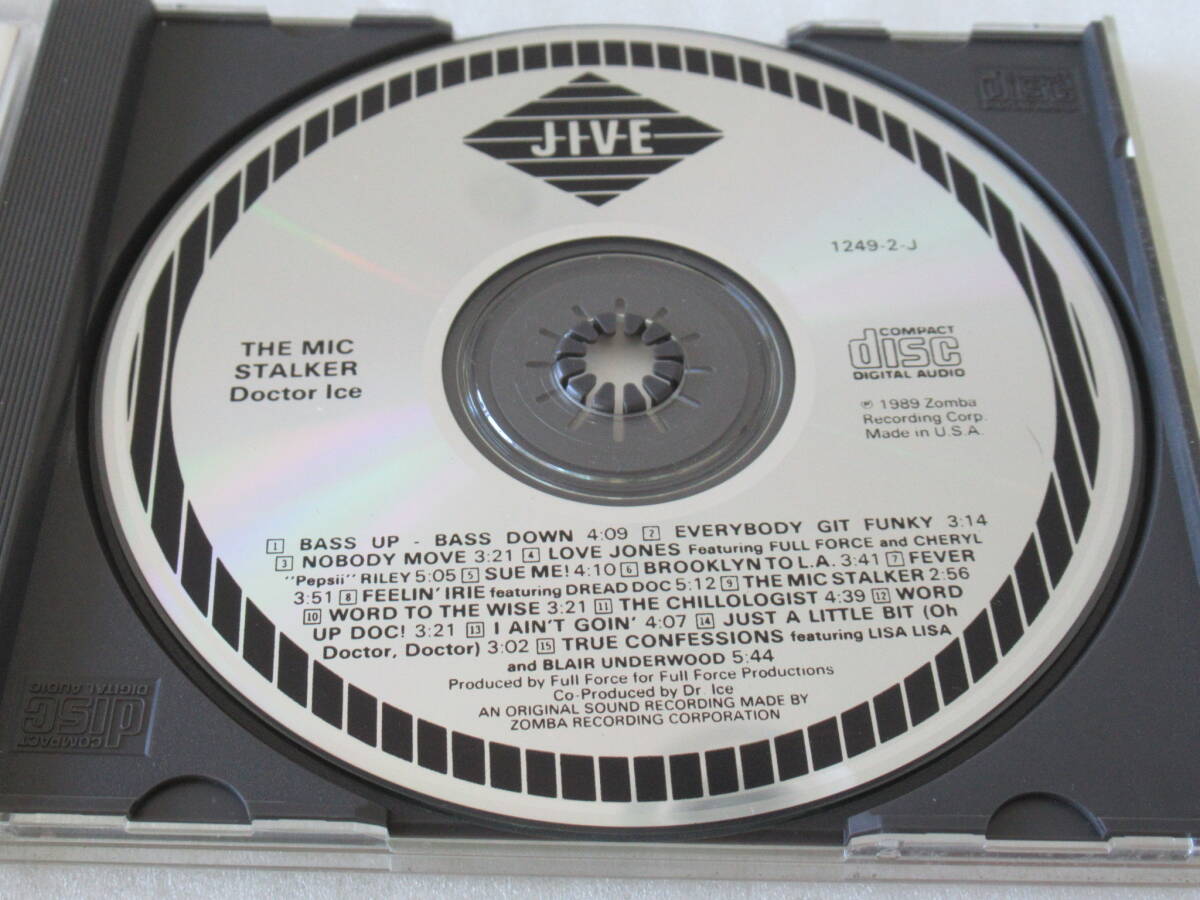 JIVE
1249-2-J
THE MIC
STALKER
Doctor Ice
COMPACT
disc
DIGITAL AUDIO
℗ 1989 Zomba
Recording Corp.
Made in U.S.A.
1 BASS UP - BASS DOWN 4:09 2 EVERYBODY GIT FUNKY 3:14
3 NOBODY MOVE 3:21 4 LOVE JONES Featuring FULL FORCE and CHERYL
"Pepsii" RILEY 5:05 5 SUE ME! 4:10 6 BROOKLYN TO L.A. 3:41 7 FEVER
3:51 8 FEELIN' IRIE featuring DREAD DOC 5:12 9 THE MIC STALKER 2:56
10 WORD TO THE WISE 3:21 11 THE CHILLOLOGIST 4:39 12 WORD
UP DOC! 3:21 13 I AIN'T GOIN' 4:07 14 JUST A LITTLE BIT (Oh
Doctor, Doctor) 3:02 15 TRUE CONFESSIONS featuring LISA LISA
and BLAIR UNDERWOOD 5:44
Produced by Full Force for Full Force Productions
Co-Produced by Dr. Ice
AN ORIGINAL SOUND RECORDING MADE BY
ZOMBA RECORDING CORPORATION
disc
COMPACT
disc
DIGITAL AUDIO